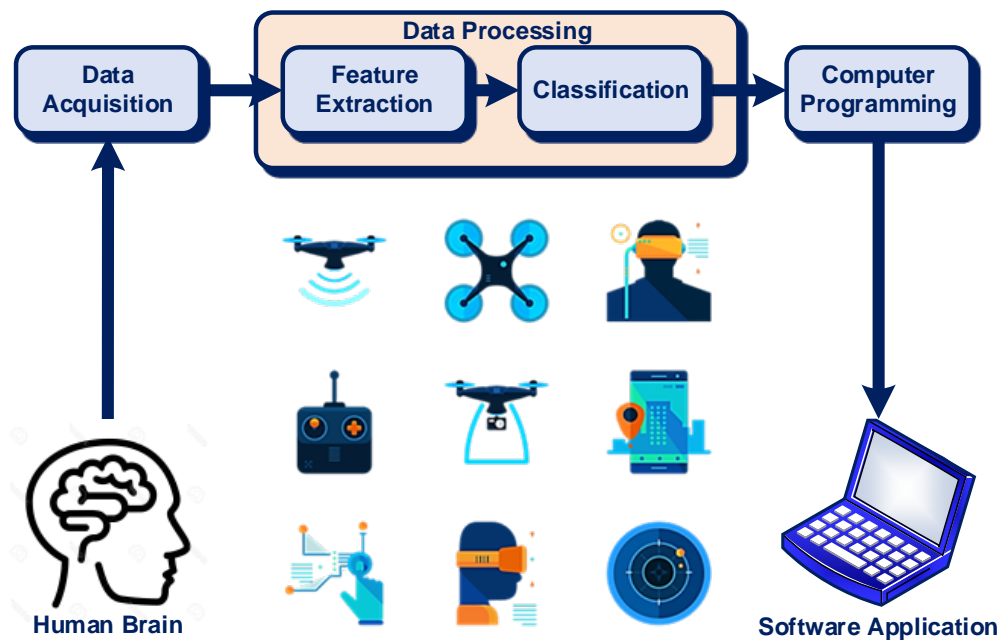 Data Processing
Data
Acquisition
Feature
Extraction
Classification
Computer
Programming
Human Brain
Software Application